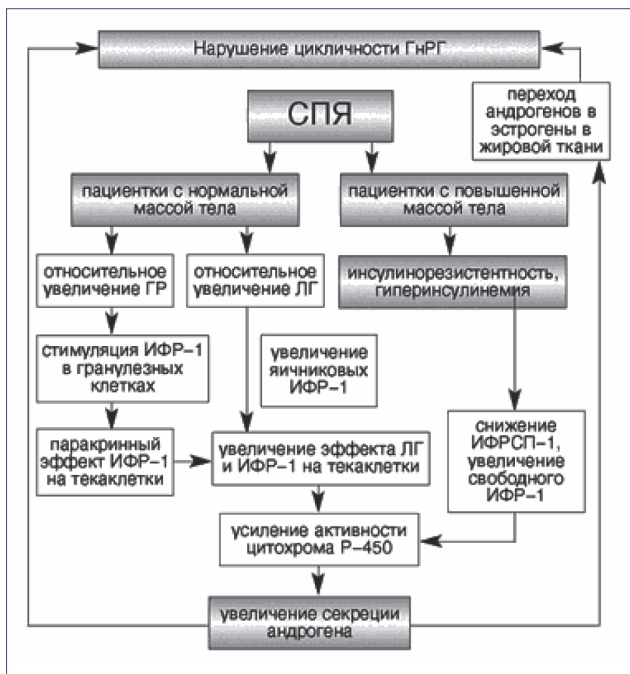 Нарушение цикличности ГнРГ
переход
андрогенов в
эстрогены в
жировой ткани
СПЯ
пациентки с нормальной
массой тела
пациентки с повышенной
массой тела
относительное
увеличение ГР
относительное
увеличение ЛГ
инсулинорезистентность,
гиперинсулинемия
стимуляция ИФР–1
в гранулезных
клетках
увеличение
яичниковых
ИФР–1
паракринный
эффект ИФР–1
на текаклетки
увеличение эффекта ЛГ
и ИФР–1 на текаклетки
снижение
ИФРСП–1,
увеличение
свободного
ИФР–1
усиление активности
цитохрома Р–450
увеличение секреции
андрогена